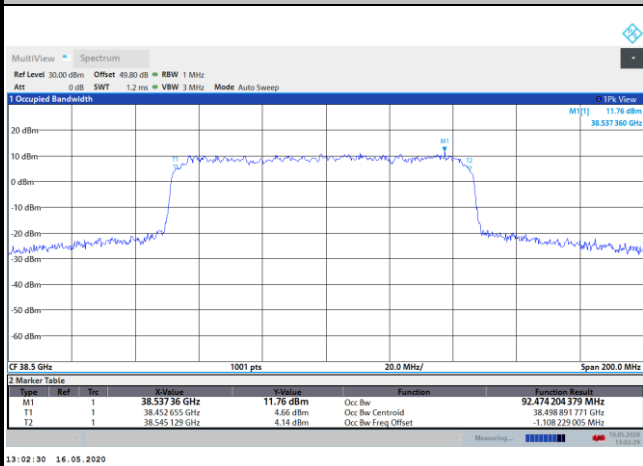 MultiView Spectrum
Ref Level 30.00 dBm Offset 49.80 dB RBW 1 MHz
Att 0 dB SWT 1.2 ms VBW 3 MHz Mode Auto Sweep
1 Occupied Bandwidth 1Pk View
M1[1] 11.76 dBm
38.537 360 GHz
20 dBm
M1
10 dBm
T1 T2
0 dBm
-10 dBm
-20 dBm
-30 dBm
-40 dBm
-50 dBm
-60 dBm
CF 38.5 GHz 1001 pts 20.0 MHz/ Span 200.0 MHz
2 Marker Table
Type Ref Trc X-Value Y-Value Function Function Result
M1 1 38.537 36 GHz 11.76 dBm Occ Bw 92.474 204 379 MHz
T1 1 38.452 655 GHz 4.66 dBm Occ Bw Centroid 38.498 891 771 GHz
T2 1 38.545 129 GHz 4.14 dBm Occ Bw Freq Offset -1.108 229 005 MHz
Measuring...
13:02:29
13:02:30 16.05.2020